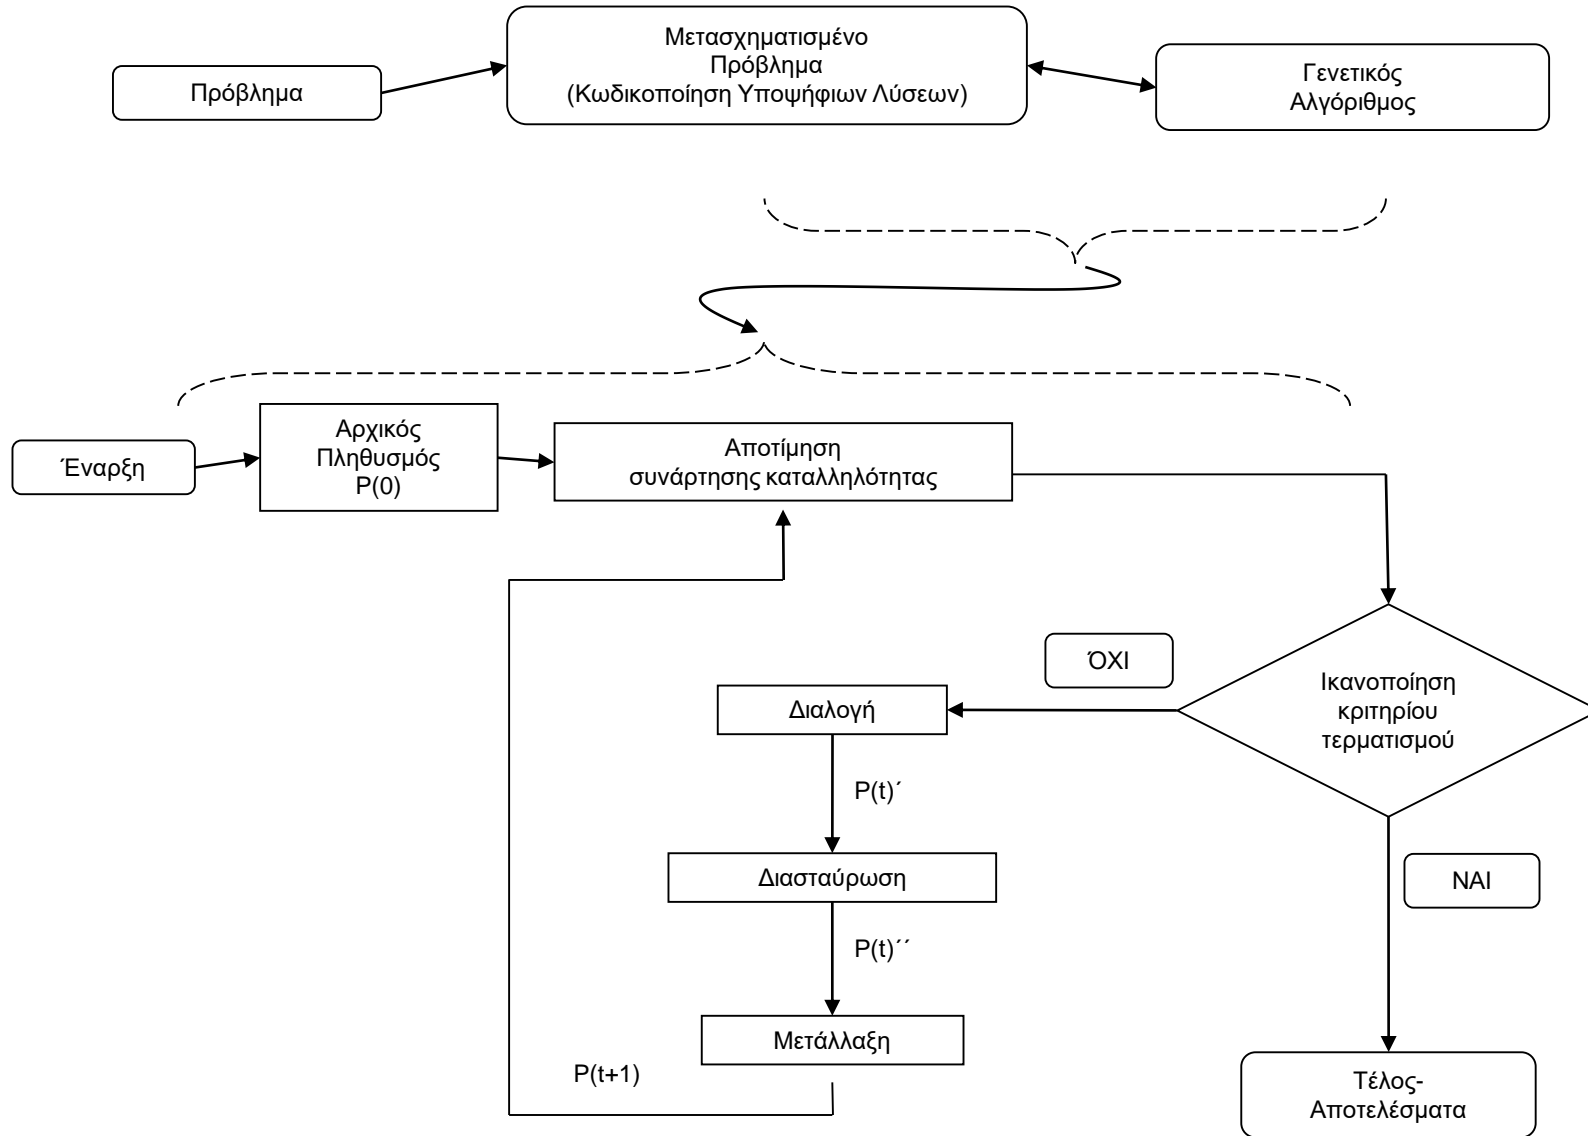 Πρόβλημα
Μετασχηματισμένο
Πρόβλημα
(Κωδικοποίηση Υποψήφιων Λύσεων)
Γενετικός
Αλγόριθμος
Έναρξη
Αρχικός
Πληθυσμός
P(0)
Αποτίμηση
συνάρτησης καταλληλότητας
ΌΧΙ
Ικανοποίηση
κριτηρίου
τερματισμού
Διαλογή
P(t)΄
Διασταύρωση
ΝΑΙ
P(t)΄΄
Μετάλλαξη
P(t+1)
Τέλος-
Αποτελέσματα